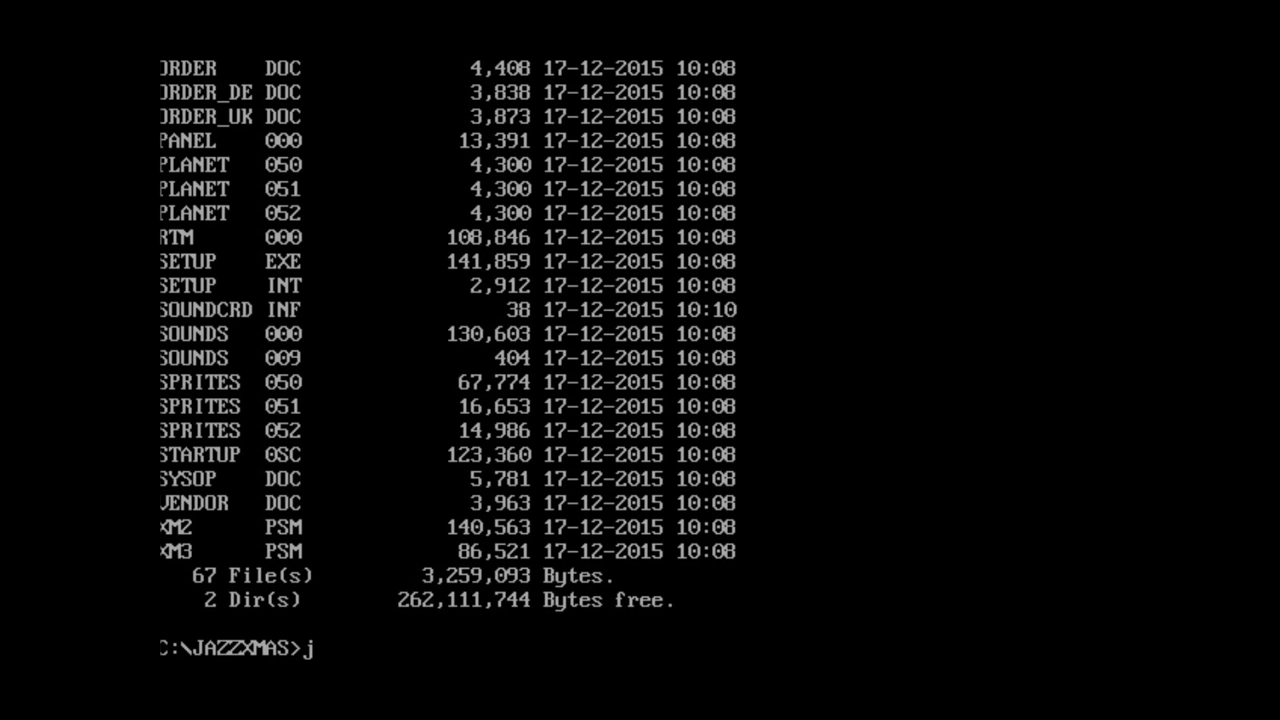 ORDER DOC 4,408 17-12-2015 10:08
ORDER_DE DOC 3,838 17-12-2015 10:08
ORDER_UK DOC 3,873 17-12-2015 10:08
PANEL 000 13,391 17-12-2015 10:08
PLANET 050 4,300 17-12-2015 10:08
PLANET 051 4,300 17-12-2015 10:08
PLANET 052 4,300 17-12-2015 10:08
RTM 000 108,846 17-12-2015 10:08
SETUP EXE 141,859 17-12-2015 10:08
SETUP INT 2,912 17-12-2015 10:08
SOUNDCRD INF 38 17-12-2015 10:10
SOUNDS 000 130,603 17-12-2015 10:08
SOUNDS 009 404 17-12-2015 10:08
SPRITES 050 67,774 17-12-2015 10:08
SPRITES 051 16,653 17-12-2015 10:08
SPRITES 052 14,986 17-12-2015 10:08
STARTUP 0SC 123,360 17-12-2015 10:08
SYSOP DOC 5,781 17-12-2015 10:08
VENDOR DOC 3,963 17-12-2015 10:08
XM2 PSM 140,563 17-12-2015 10:08
XM3 PSM 86,521 17-12-2015 10:08
67 File(s) 3,259,093 Bytes.
2 Dir(s) 262,111,744 Bytes free.
C:\JAZZXMAS>j